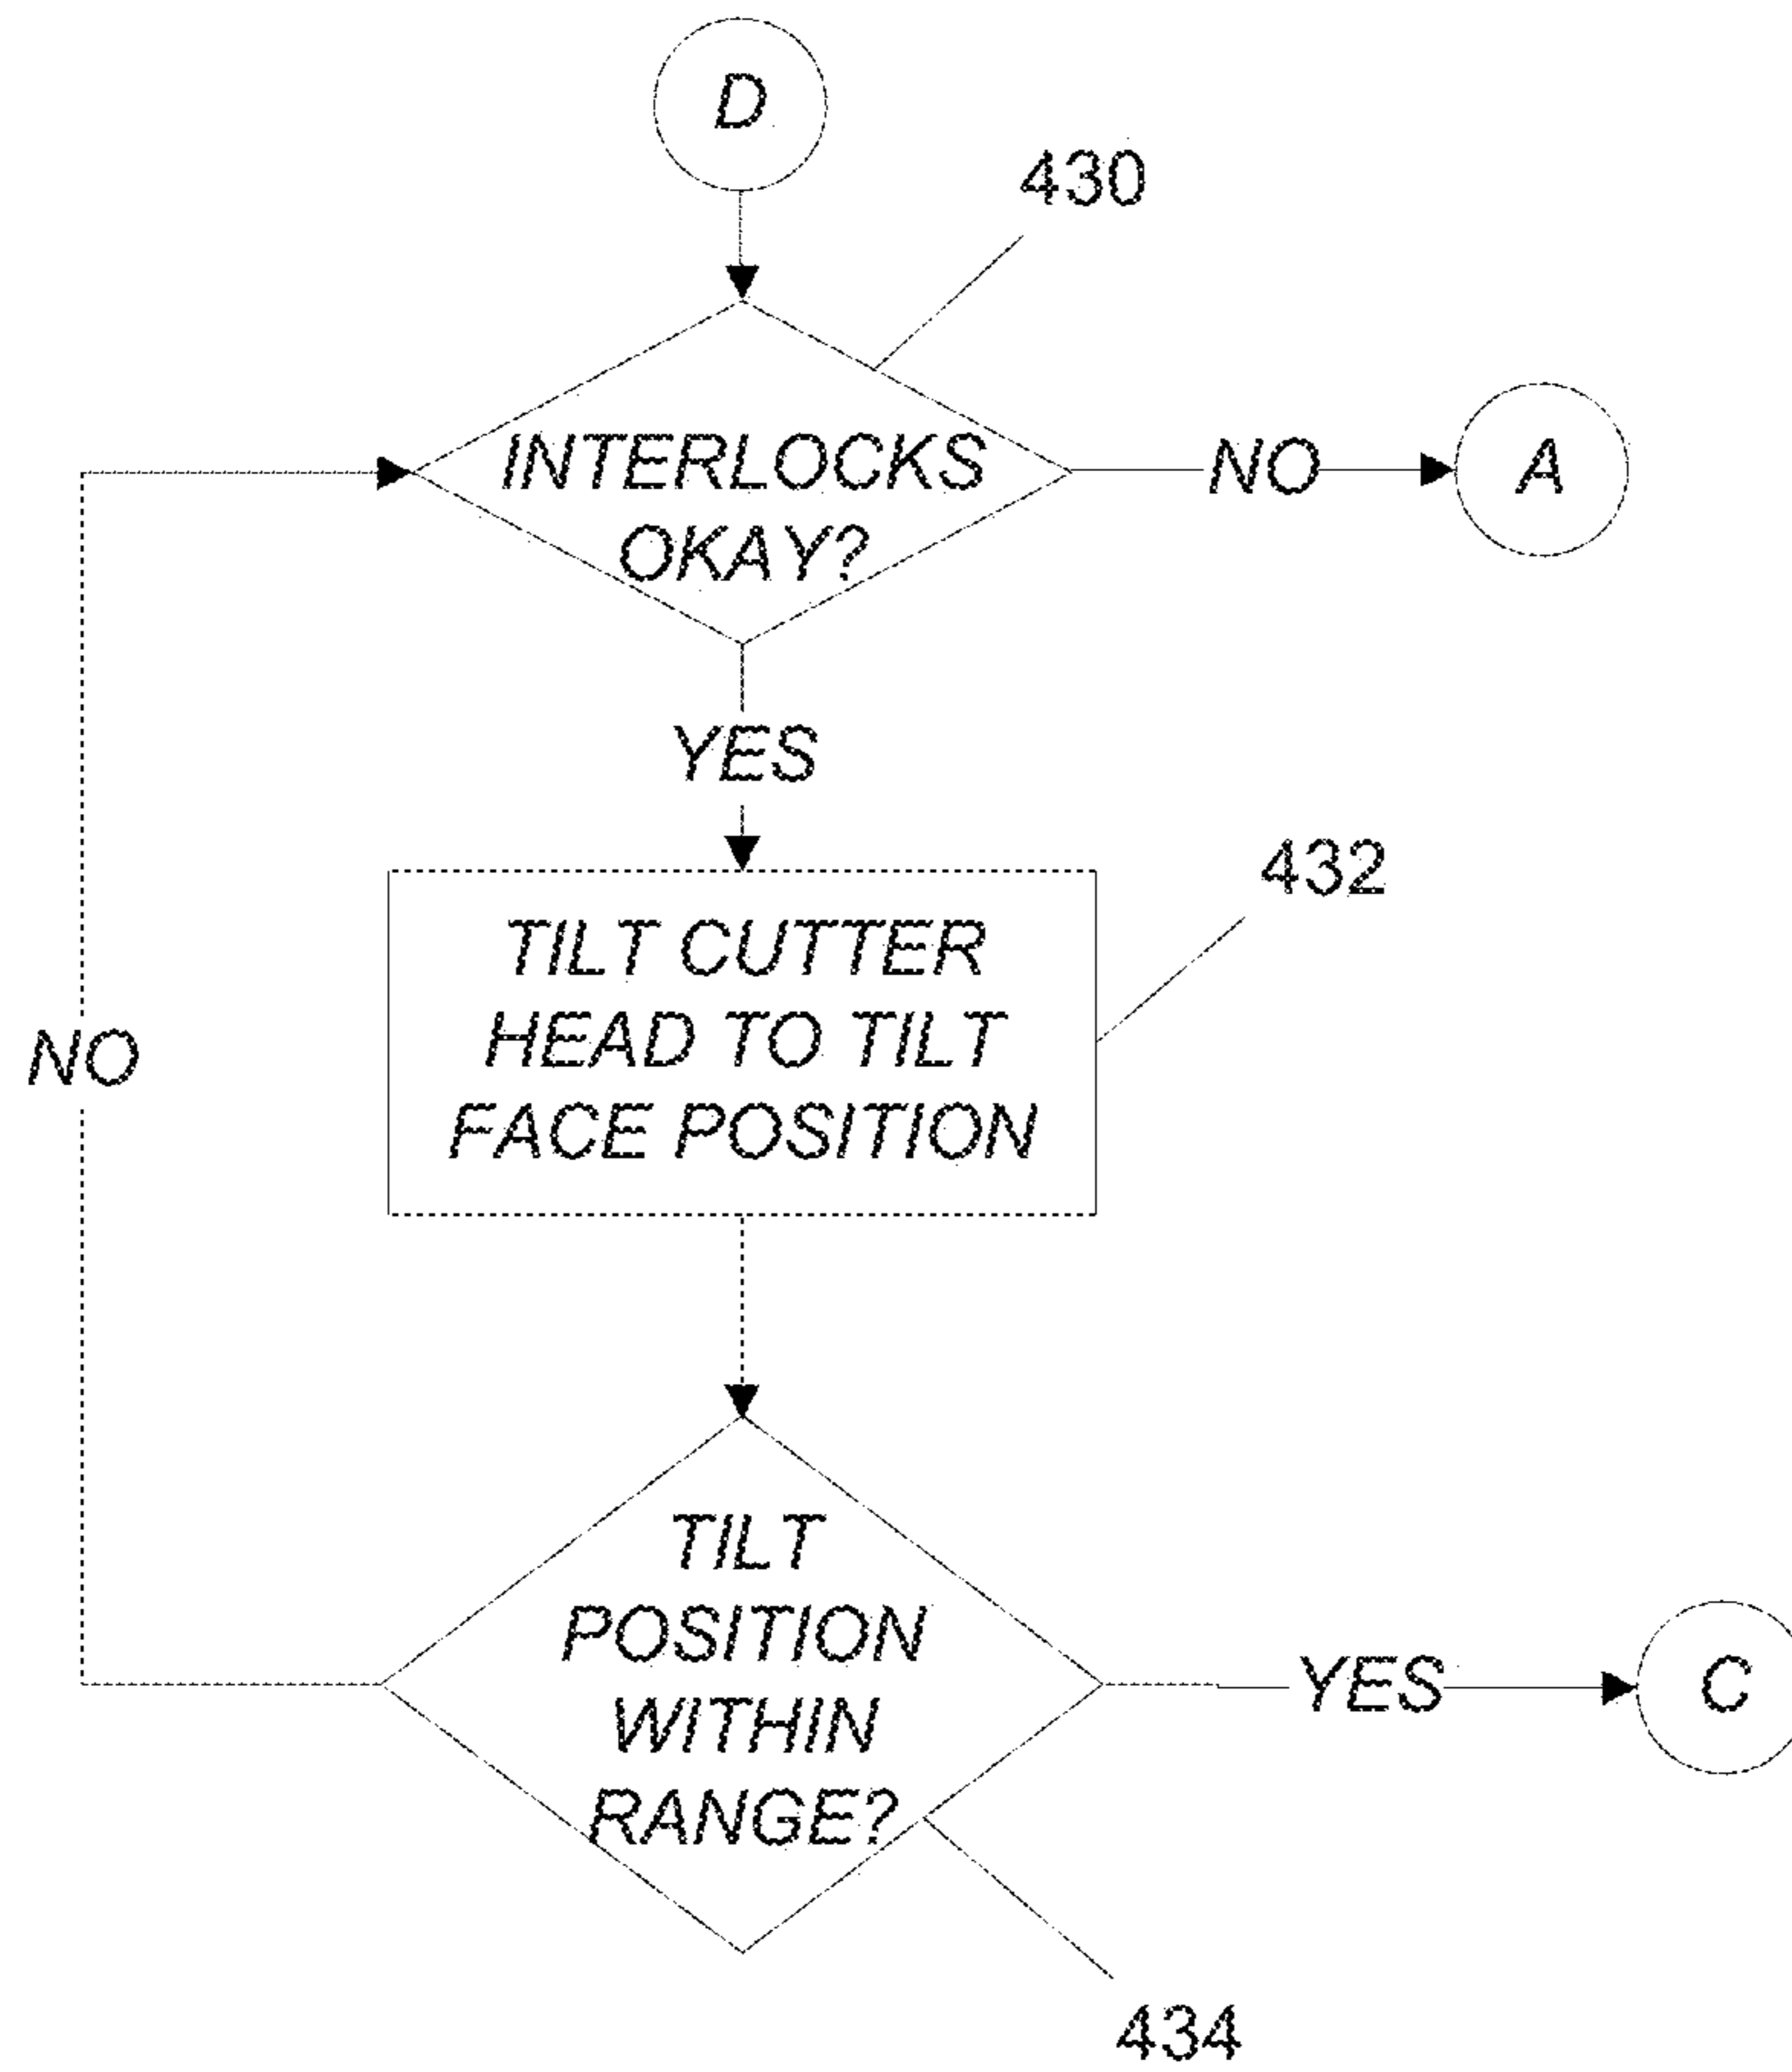 D
430
INTERLOCKS
OKAY?
NO
A
YES
432
TILT CUTTER
HEAD TO TILT
FACE POSITION
NO
TILT
POSITION
WITHIN
RANGE?
YES
C
434